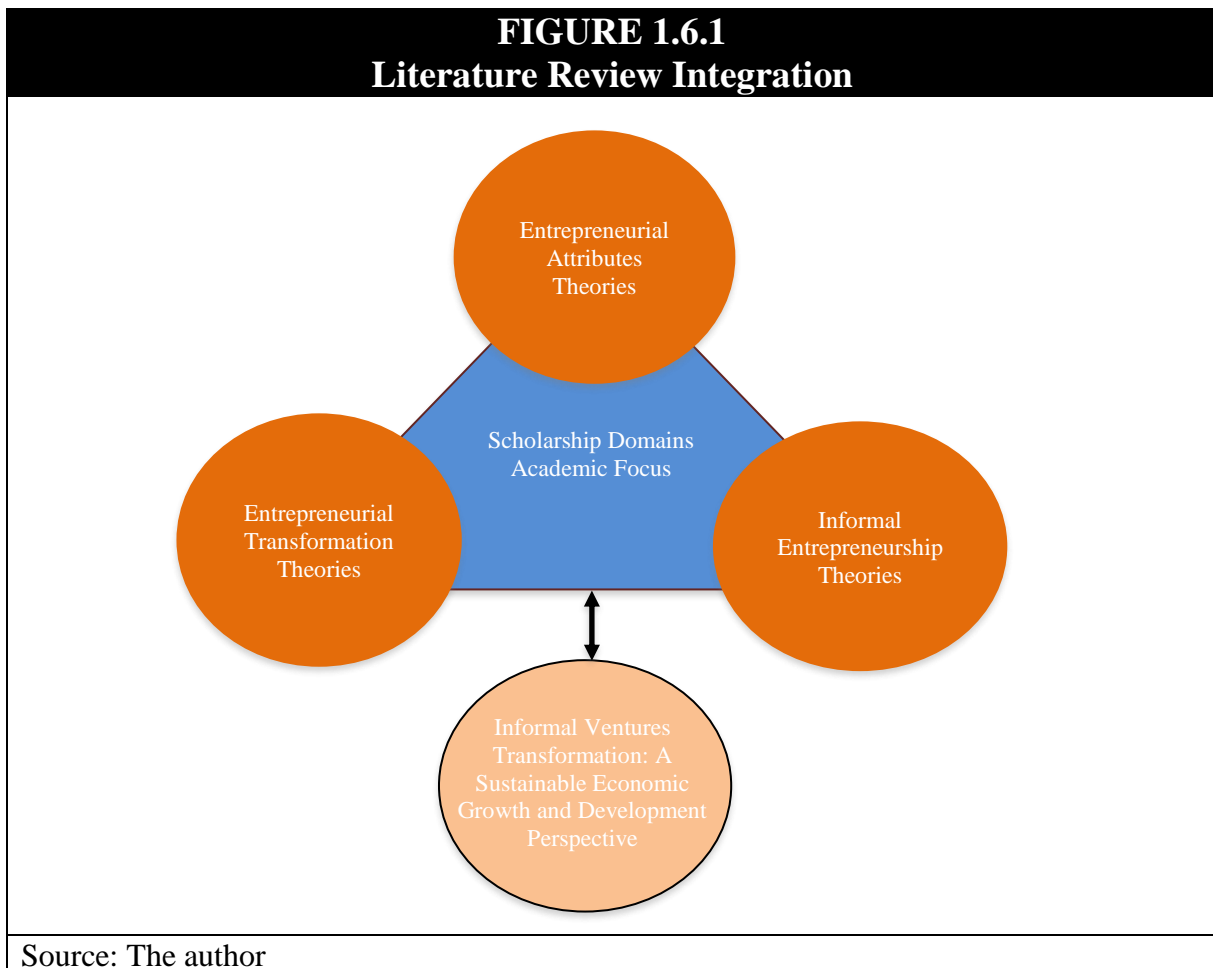 FIGURE 1.6.1
Literature Review Integration
Entrepreneurial
Attributes
Theories
Scholarship Domains
Academic Focus
Entrepreneurial
Transformation
Theories
Informal
Entrepreneurship
Theories
Informal Ventures
Transformation: A
Sustainable Economic
Growth and Development
Perspective
Source: The author